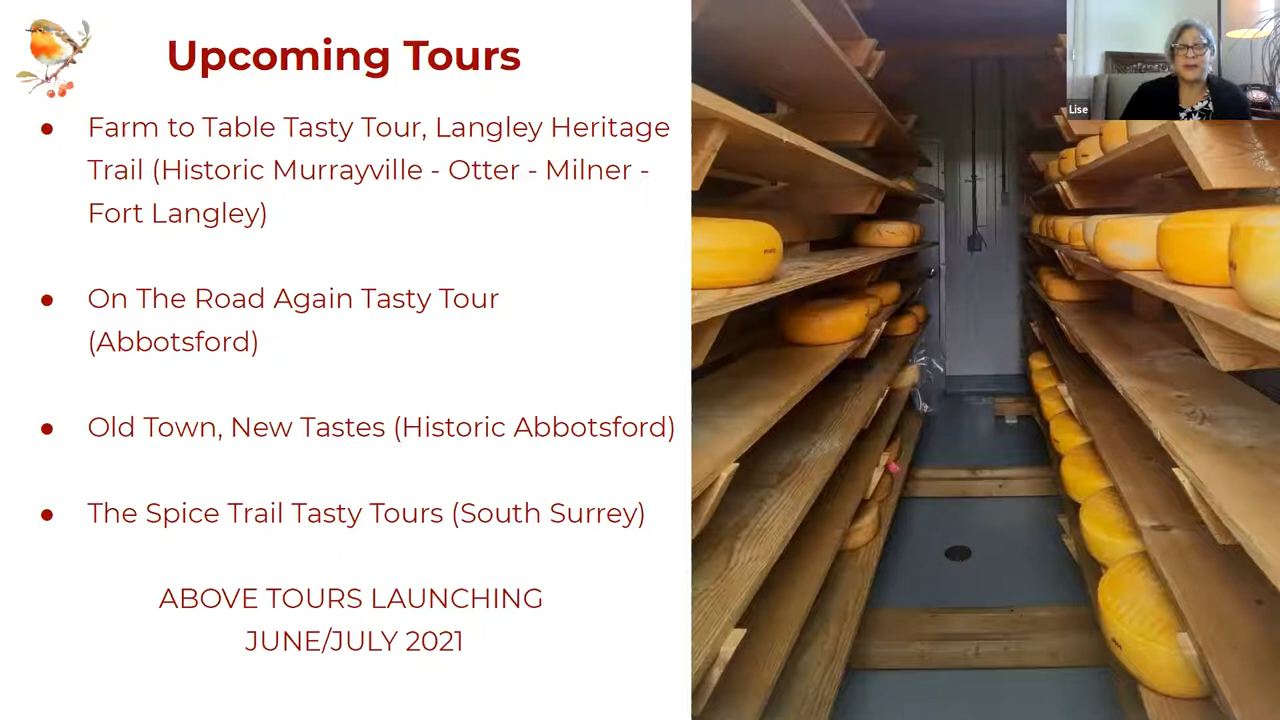 Upcoming Tours
● Farm to Table Tasty Tour, Langley Heritage
Trail (Historic Murrayville - Otter - Milner -
Fort Langley)
● On The Road Again Tasty Tour
(Abbotsford)
● Old Town, New Tastes (Historic Abbotsford)
● The Spice Trail Tasty Tours (South Surrey)
ABOVE TOURS LAUNCHING
JUNE/JULY 2021
Lise